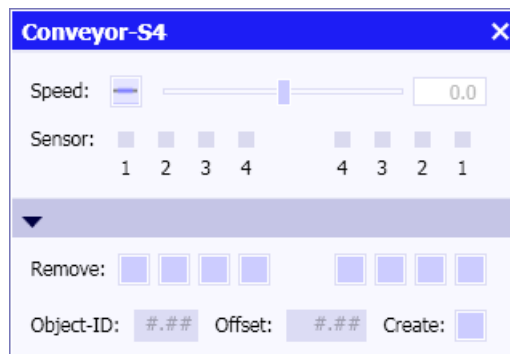 Conveyor-S4
Speed: 0.0
Sensor:
1 2 3 4 4 3 2 1
Remove:
Object-ID: #.## Offset: #.## Create: